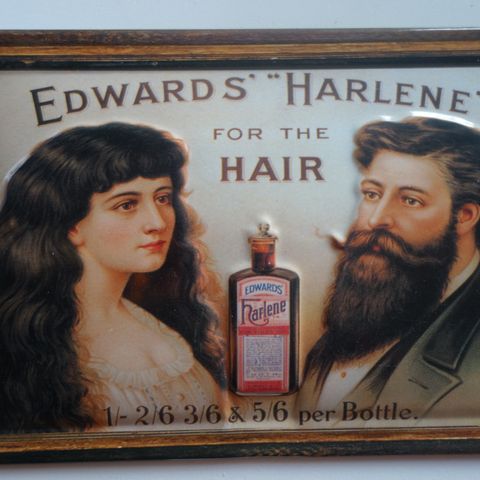 EDWARDS' "HARLENE"
FOR THE
HAIR
EDWARDS'
Harlene
1/- 2/6 3/6 & 5/6 per Bottle.